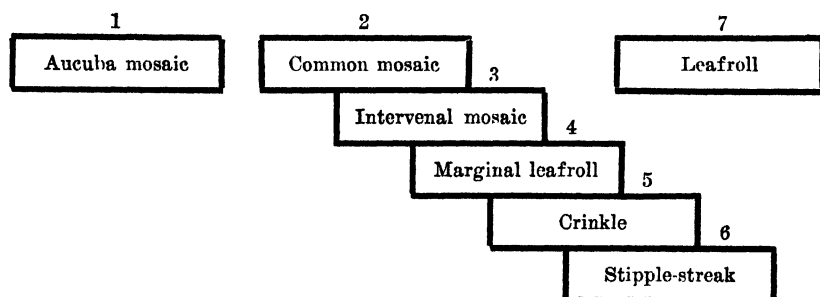 1 2 7
Aucuba mosaic Common mosaic Leafroll
3
Intervenal mosaic
4
Marginal leafroll
5
Crinkle
6
Stipple-streak